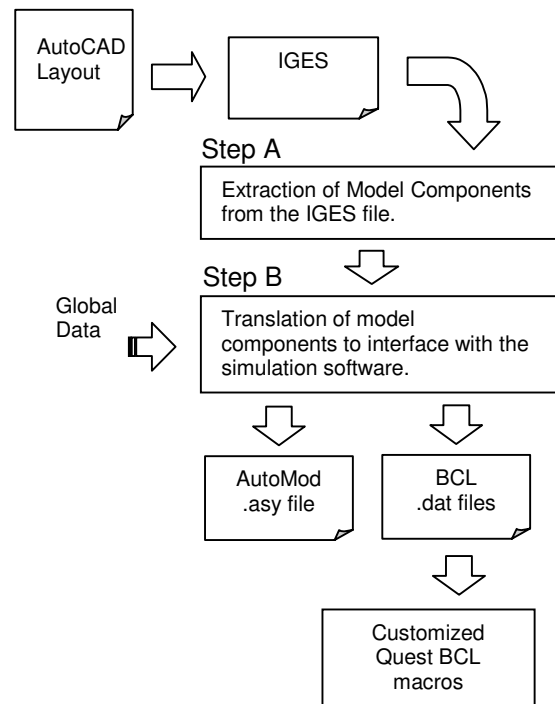 AutoCAD
Layout
IGES
Step A
Extraction of Model Components
from the IGES file.
Step B
Global
Data
Translation of model
components to interface with the
simulation software.
AutoMod
.asy file
BCL
.dat files
Customized
Quest BCL
macros